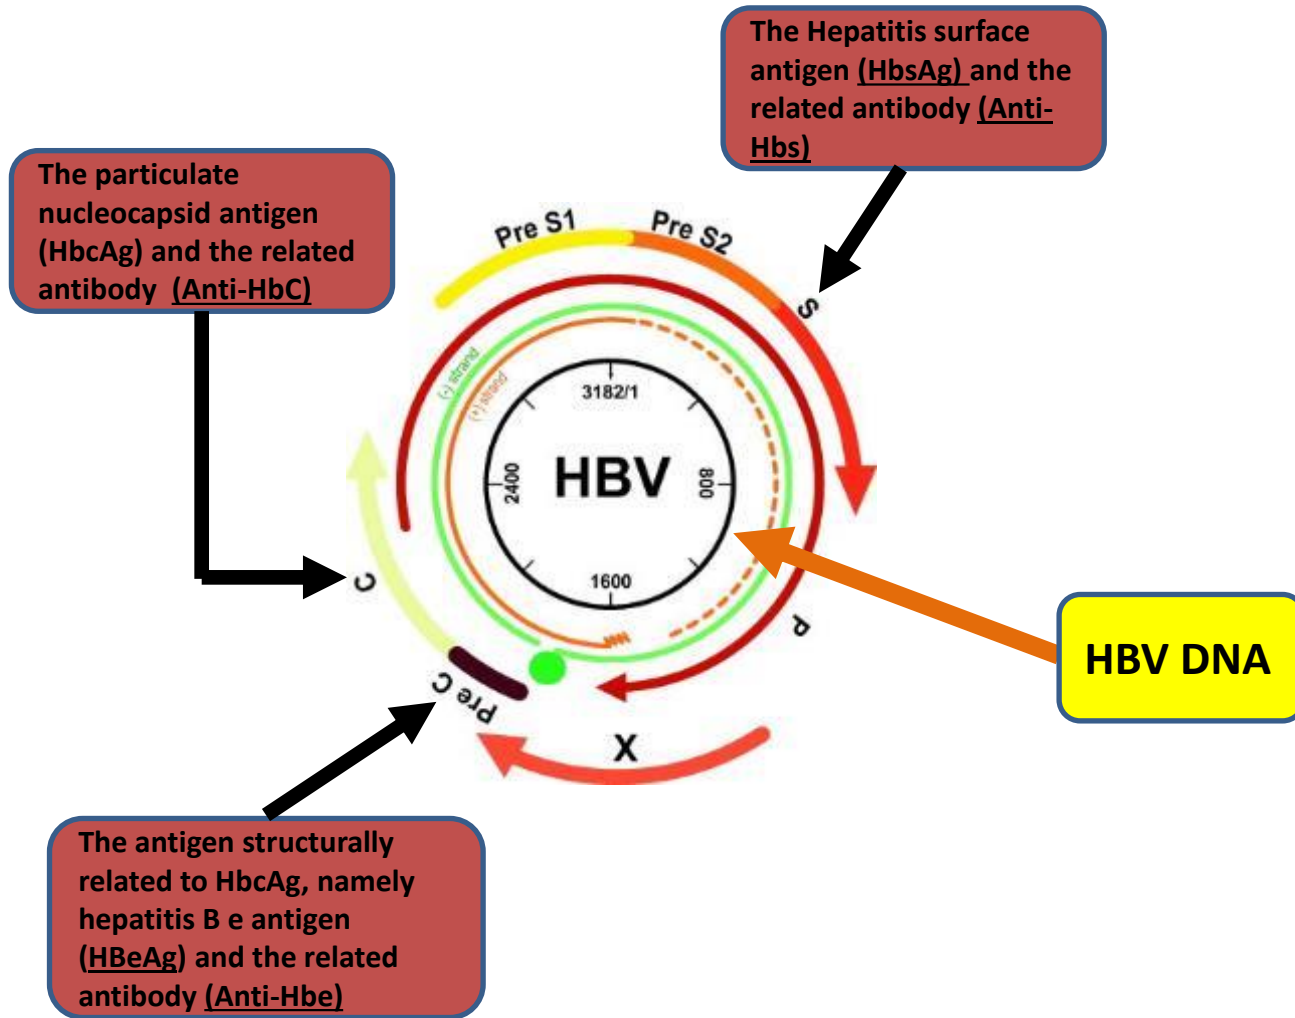 The Hepatitis surface
antigen (HbsAg) and the
related antibody (Anti-
Hbs)
The particulate
nucleocapsid antigen
(HbcAg) and the related
antibody (Anti-HbC)
Pre S1
Pre S2
S
(-) strand
(+) strand
3182/1
HBV
2400
800
1600
C
P
Pre C
X
HBV DNA
The antigen structurally
related to HbcAg, namely
hepatitis B e antigen
(HBeAg) and the related
antibody (Anti-Hbe)